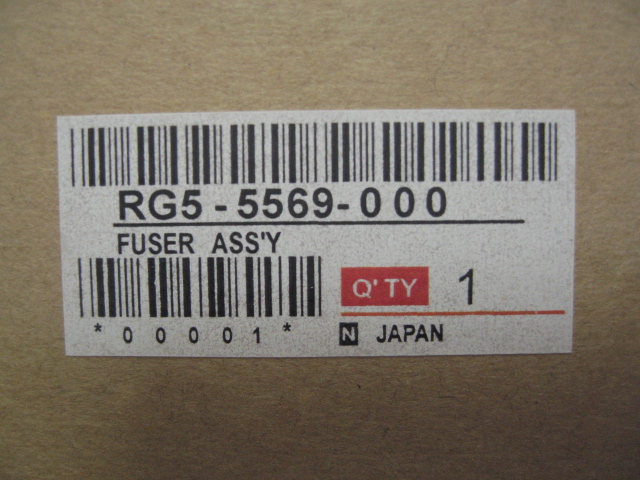 RG5-5569-000
FUSER ASS'Y
Q'TY 1
*00001*
N JAPAN